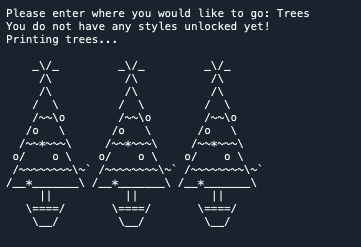 Please enter where you would like to go: Trees
You do not have any styles unlocked yet!
Printing trees...